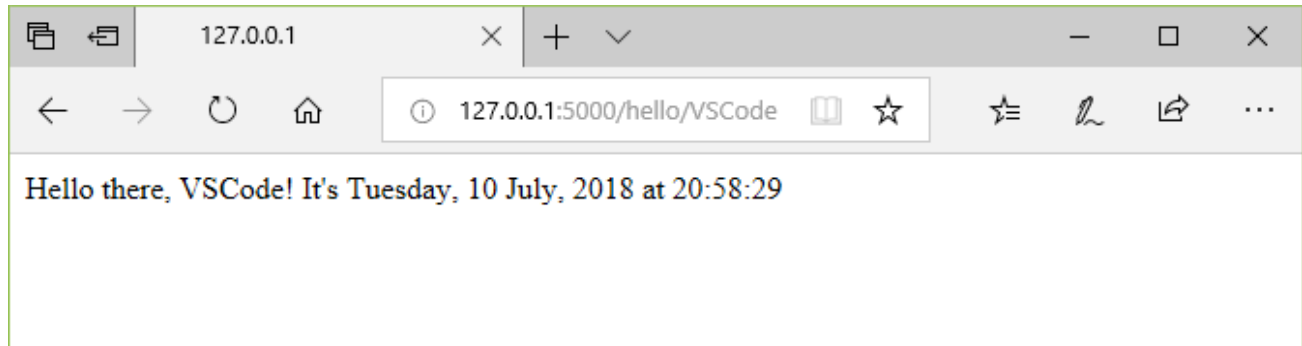 127.0.0.1
127.0.0.1:5000/hello/VSCode
Hello there, VSCode! It's Tuesday, 10 July, 2018 at 20:58:29